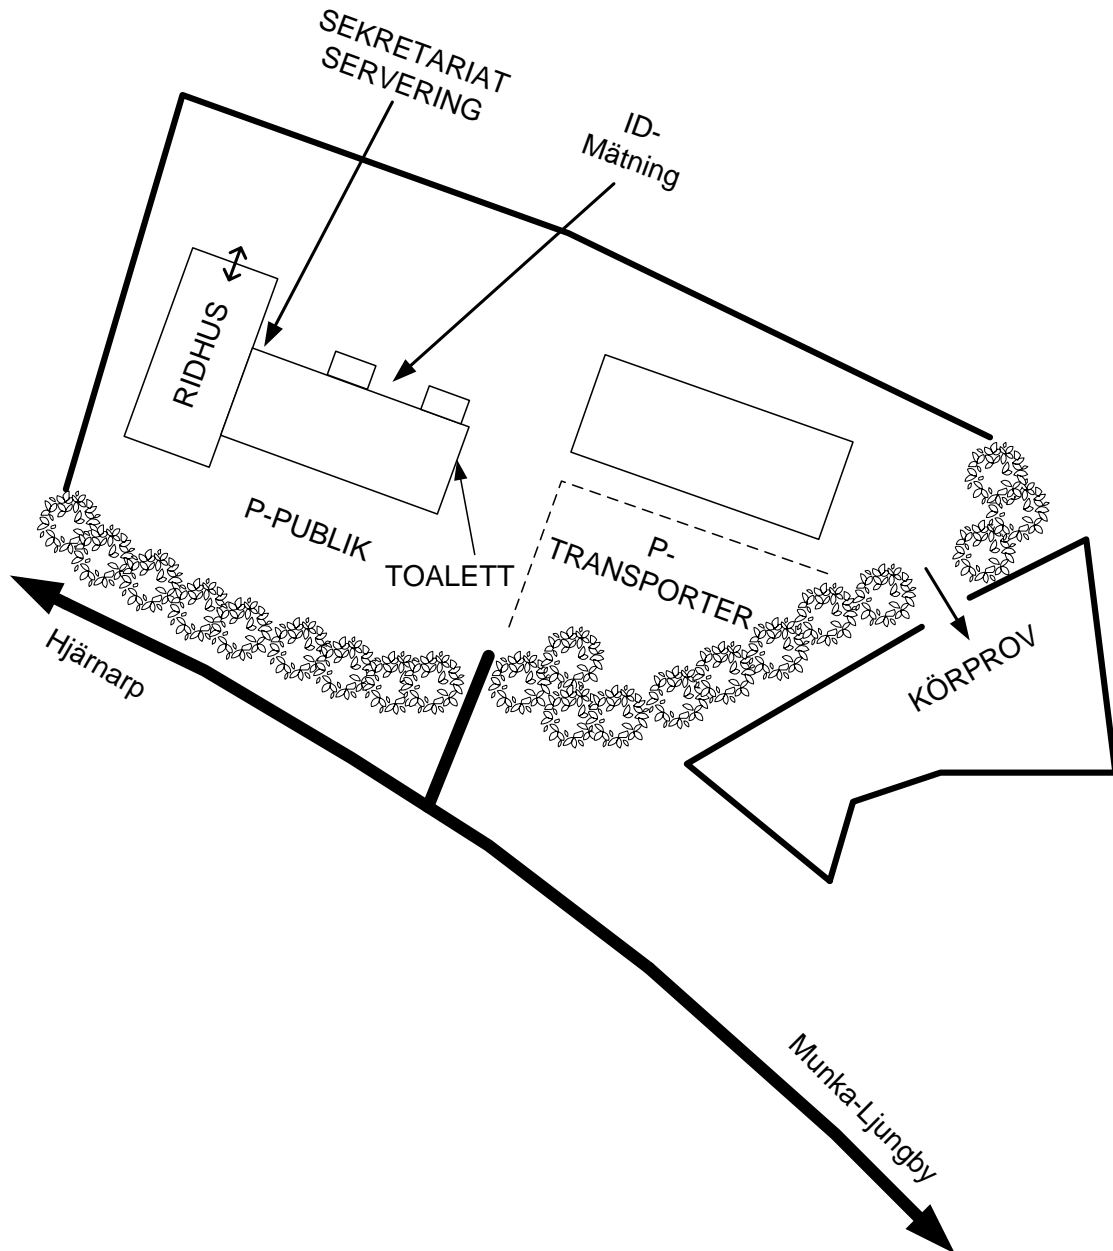 SEKRETARIAT
SERVERING
ID-
Mätning
RIDHUS
P-PUBLIK
TOALETT
P-
TRANSPORTER
KÖRPROV
Hjärnarp
Munka-Ljungby